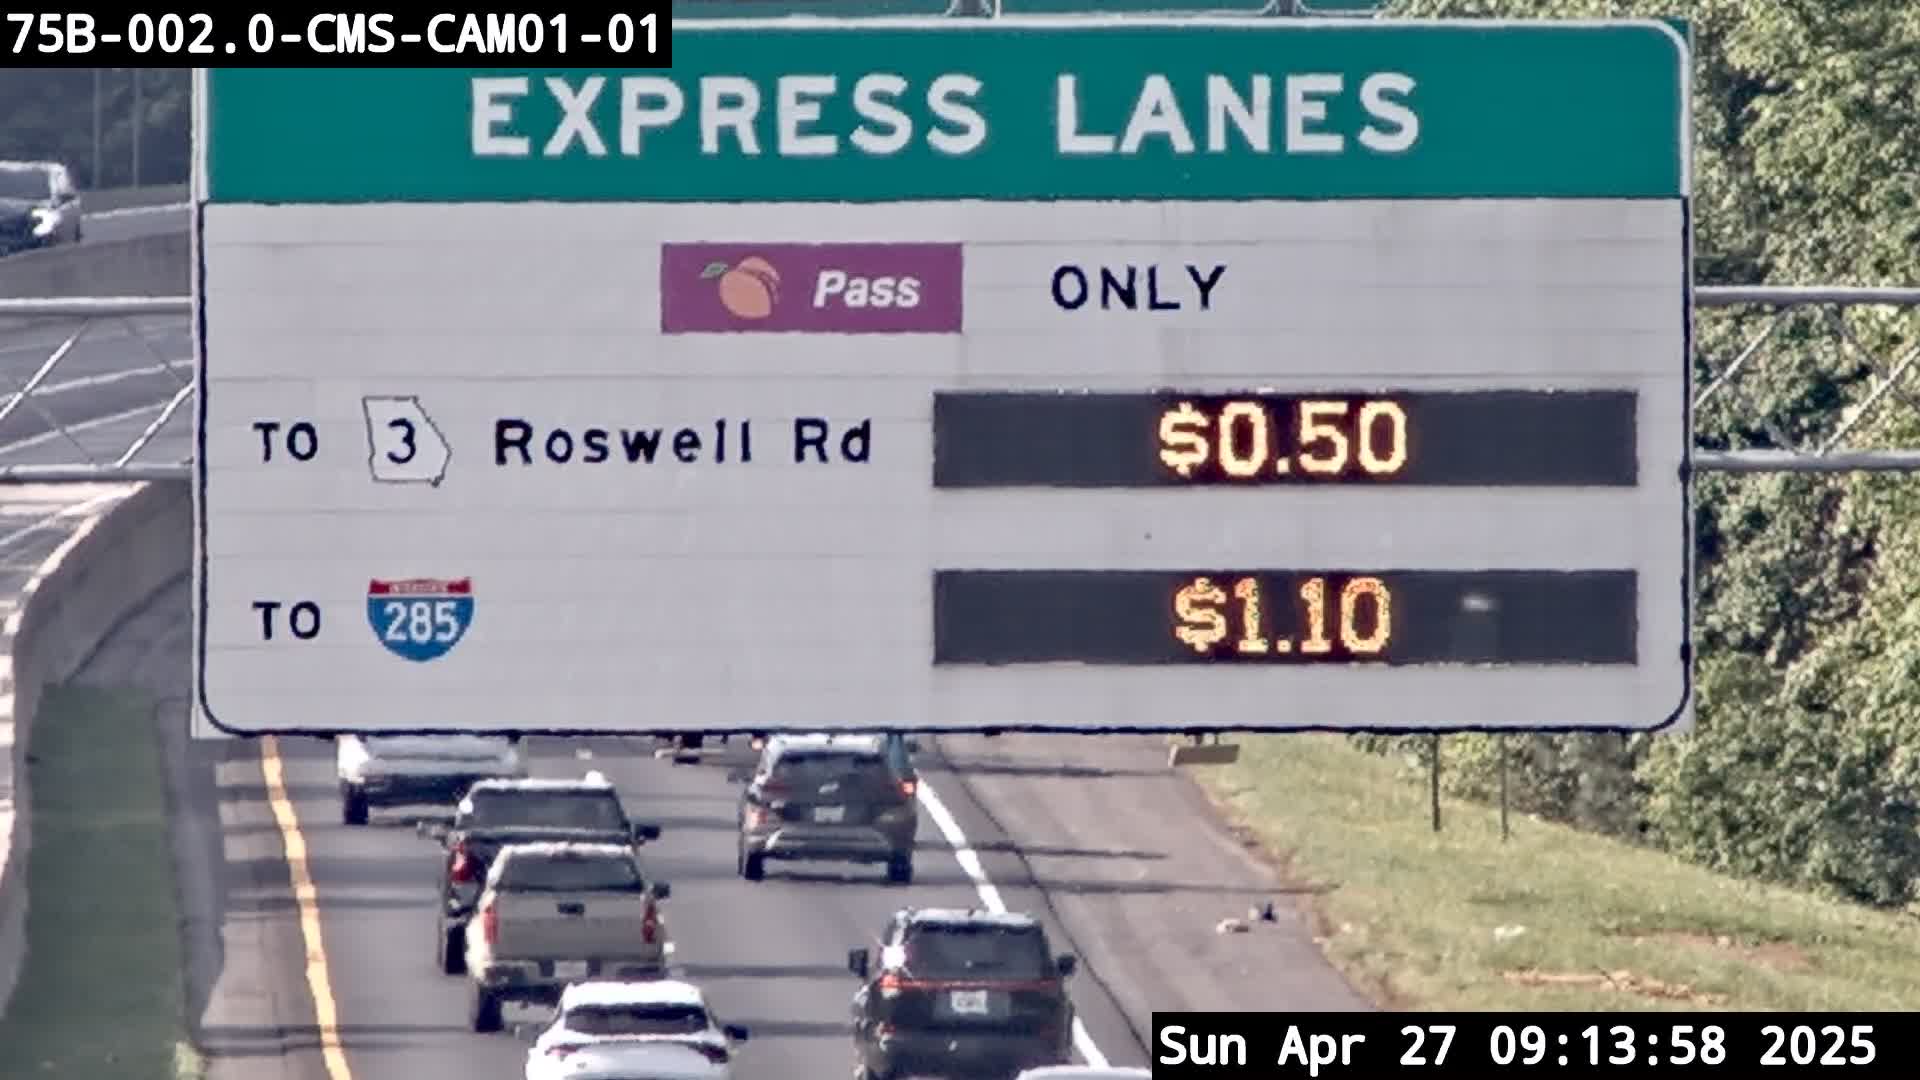 75B-002.0-CMS-CAM01-01
EXPRESS LANES
Pass ONLY
TO 3 Roswell Rd $0.50
TO 285 $1.10
Sun Apr 27 09:13:58 2025